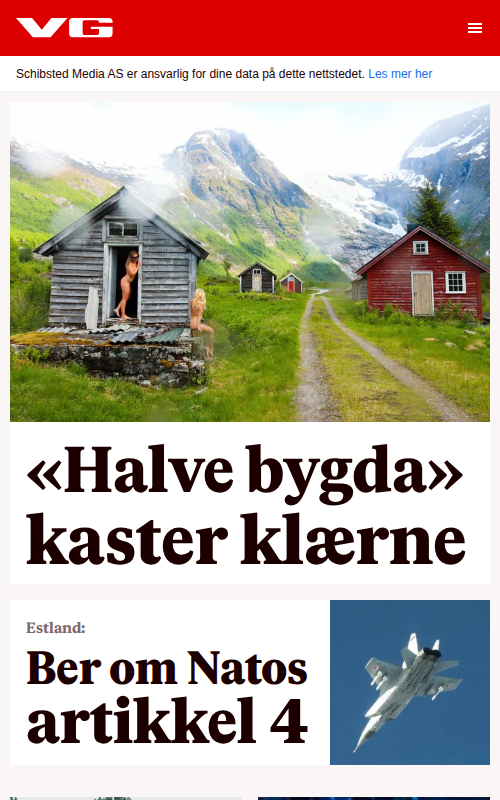 VG
Schibsted Media AS er ansvarlig for dine data på dette nettstedet. Les mer her
«Halve bygda»
kaster klærne
Estland:
Ber om Natos
artikkel 4